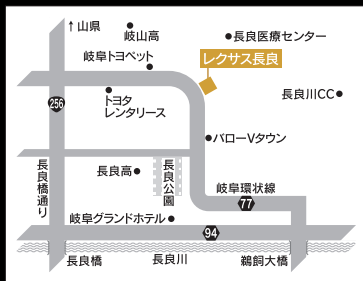 ↑山県
岐山高
長良医療センター
岐阜トヨペット
レクサス長良
256
トヨタ
レンタリース
長良川CC
バローVタウン
長良橋通り
長良高
長良公園
岐阜環状線
77
岐阜グランドホテル
94
長良橋
長良川
鵜飼大橋